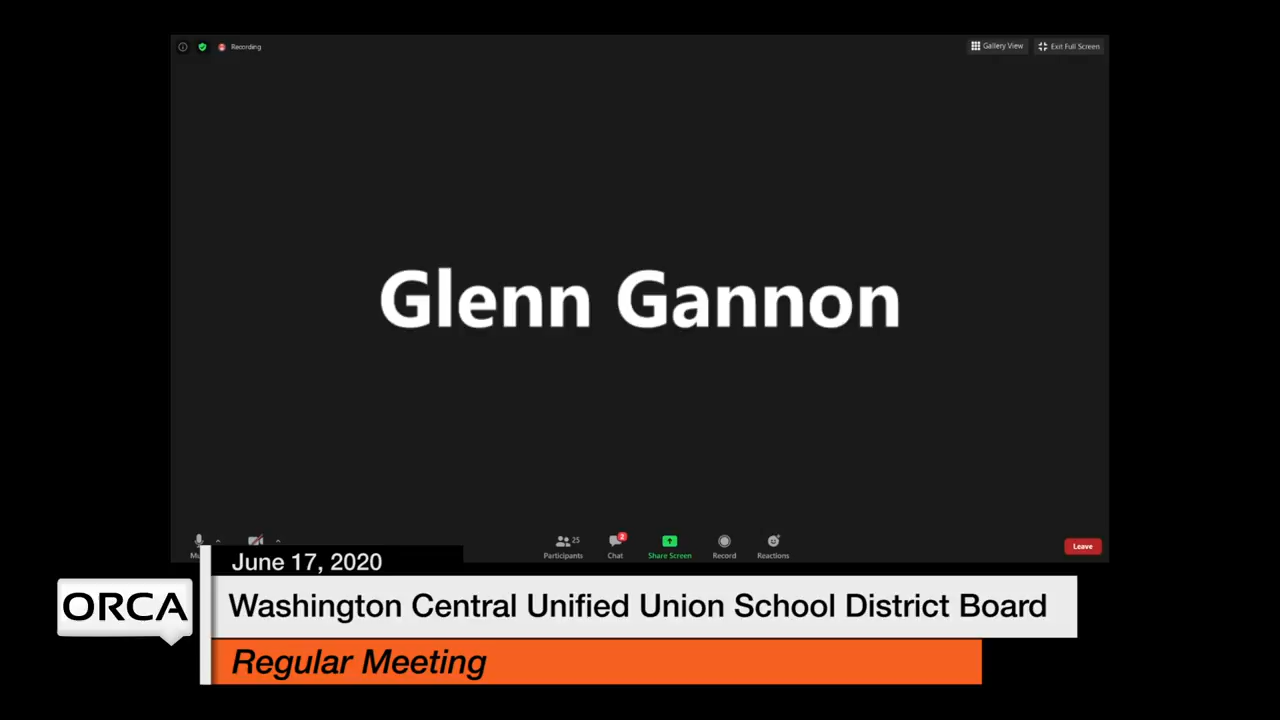 Recording
Gallery View
Exit Full Screen
Glenn Gannon
25
2
Participants
Chat
Share Screen
Record
Reactions
Leave
June 17, 2020
ORCA
Washington Central Unified Union School District Board
Regular Meeting